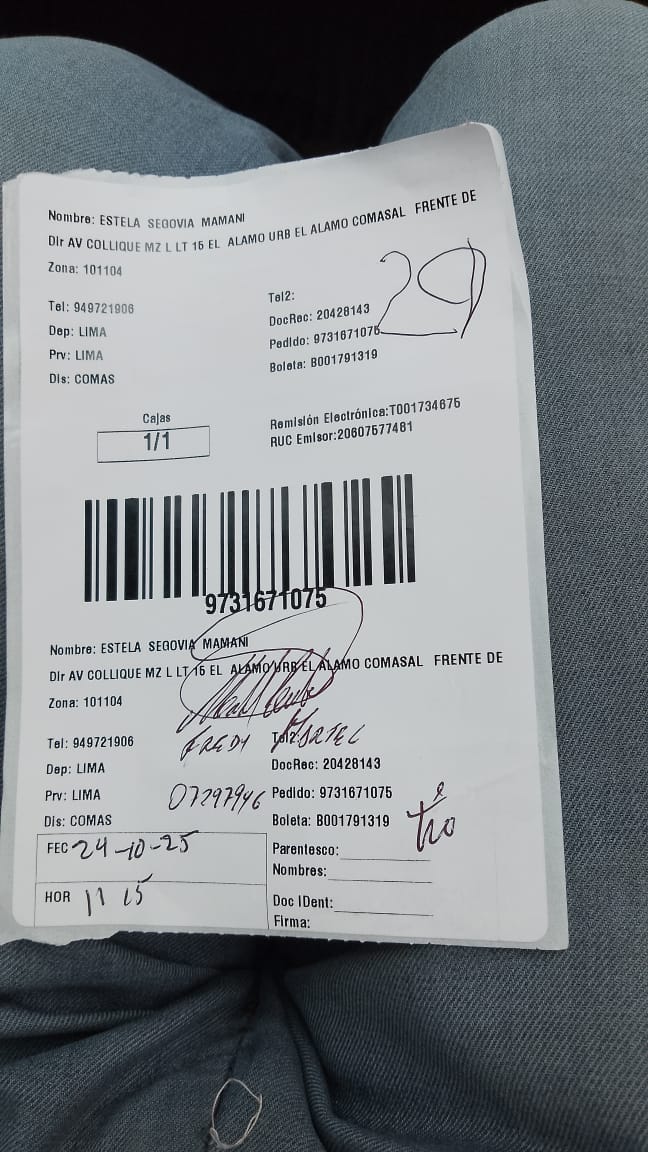 Nombre: ESTELA SEGOVIA MAMANI
Dir AV COLLIQUE MZ L LT 16 EL ALAMO URB EL ALAMO COMASAL FRENTE DE
Zona: 101104
29
Tel: 949721906
Tel2:
Dep: LIMA
DocRec: 20428143
Prv: LIMA
Pedido: 9731671075
Dis: COMAS
Boleta: B001791319
Cajas
1/1
Remisión Electrónica:T001734675
RUC Emisor:20607577481
9731671075
Nombre: ESTELA SEGOVIA MAMANI
Dir AV COLLIQUE MZ L LT 16 EL ALAMO URB EL ALAMO COMASAL FRENTE DE
Zona: 101104
Tel: 949721906
FREDY MARTEL
Tel2:
Dep: LIMA
DocRec: 20428143
Prv: LIMA
07297946
Pedido: 9731671075
Dis: COMAS
Boleta: B001791319
FEC 24-10-25
Parentesco:
Nombres:
HOR 11 15
Doc IDent:
Firma: